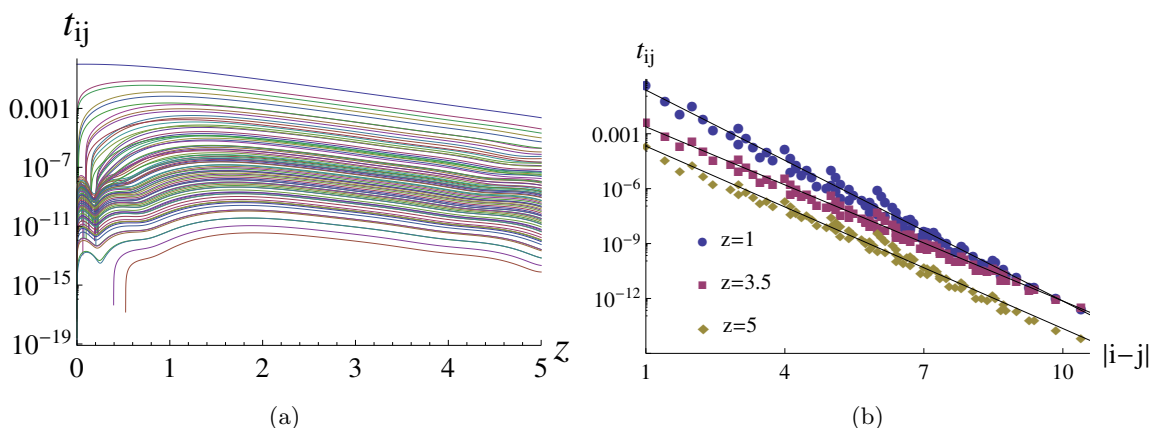 t_ij
0.001
10^-7
10^-11
10^-15
10^-19
0 1 2 3 4 5 z
(a)
t_ij
0.001
10^-6
10^-9
10^-12
z=1
z=3.5
z=5
1 4 7 10 |i-j|
(b)